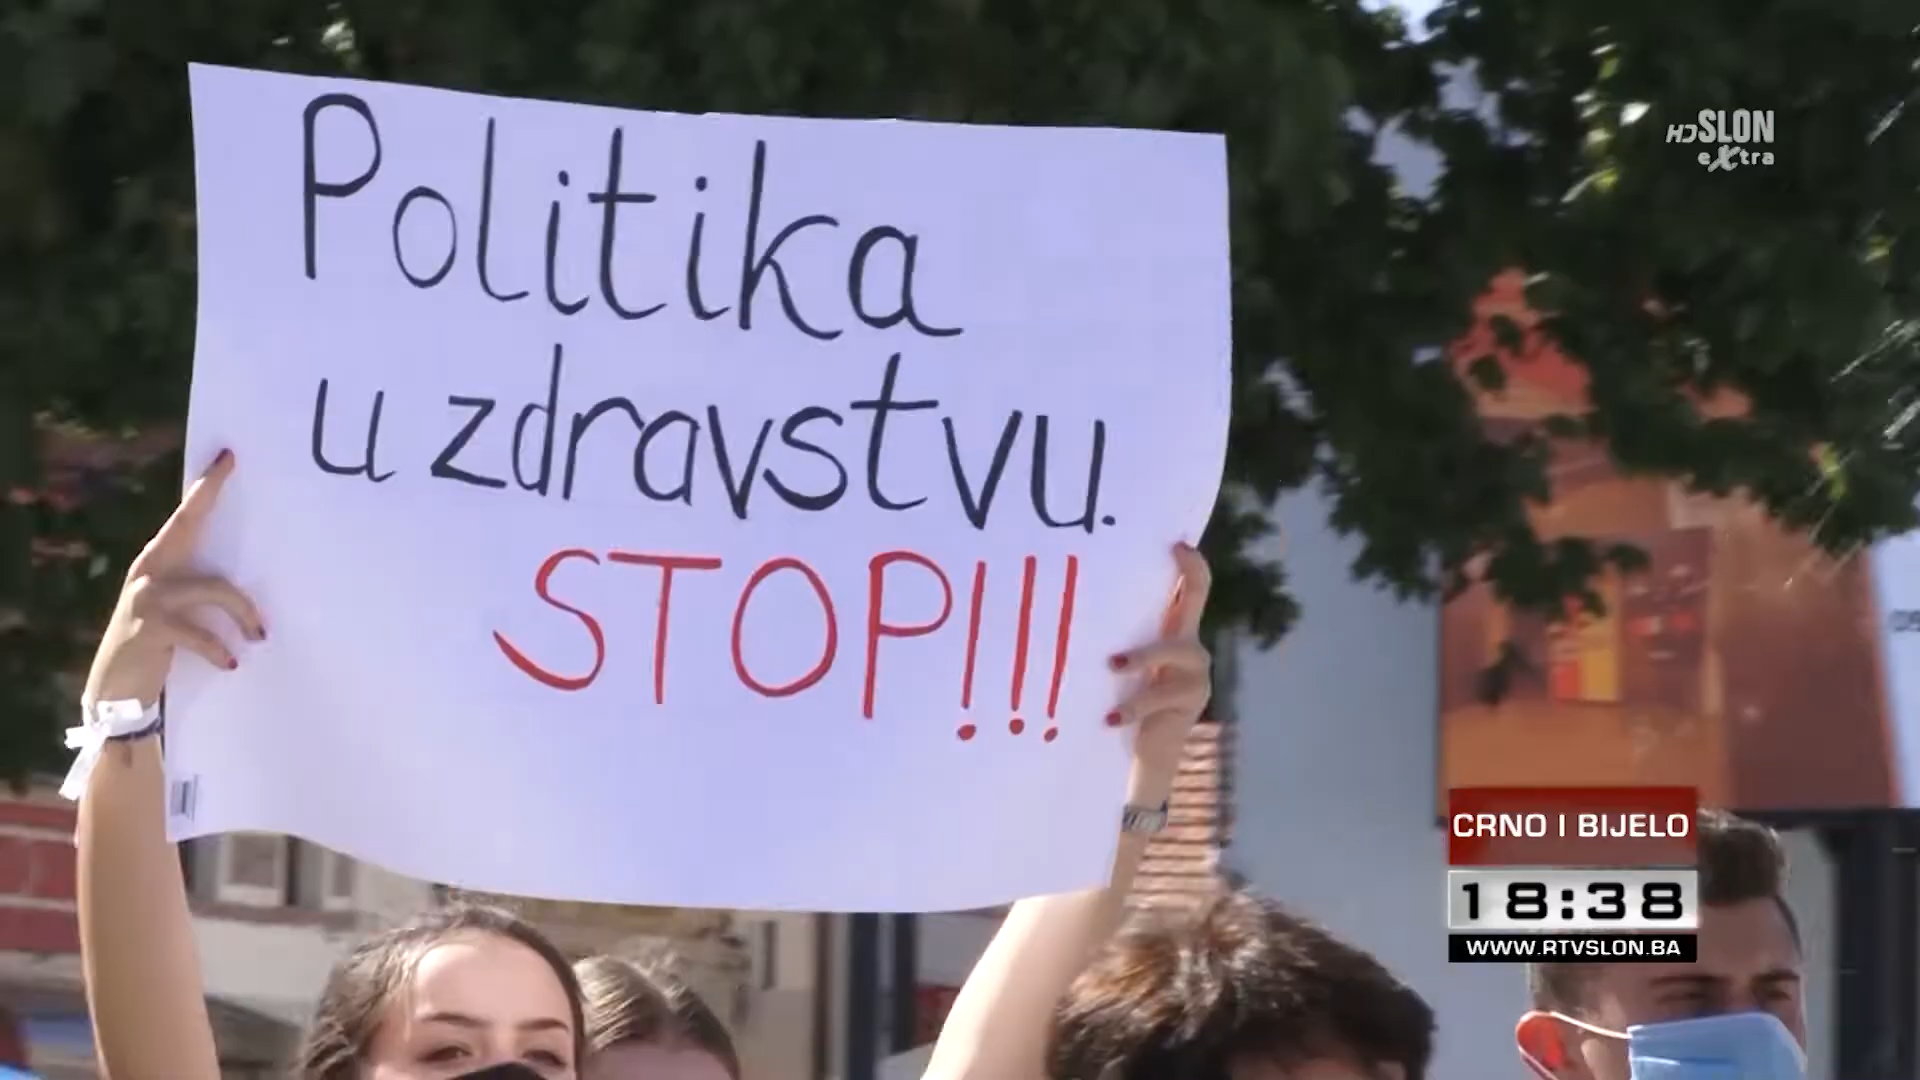 Politika
u zdravstvu.
STOP!!!
HD SLON
eXtra
CRNO I BIJELO
18:38
WWW.RTVSLON.BA